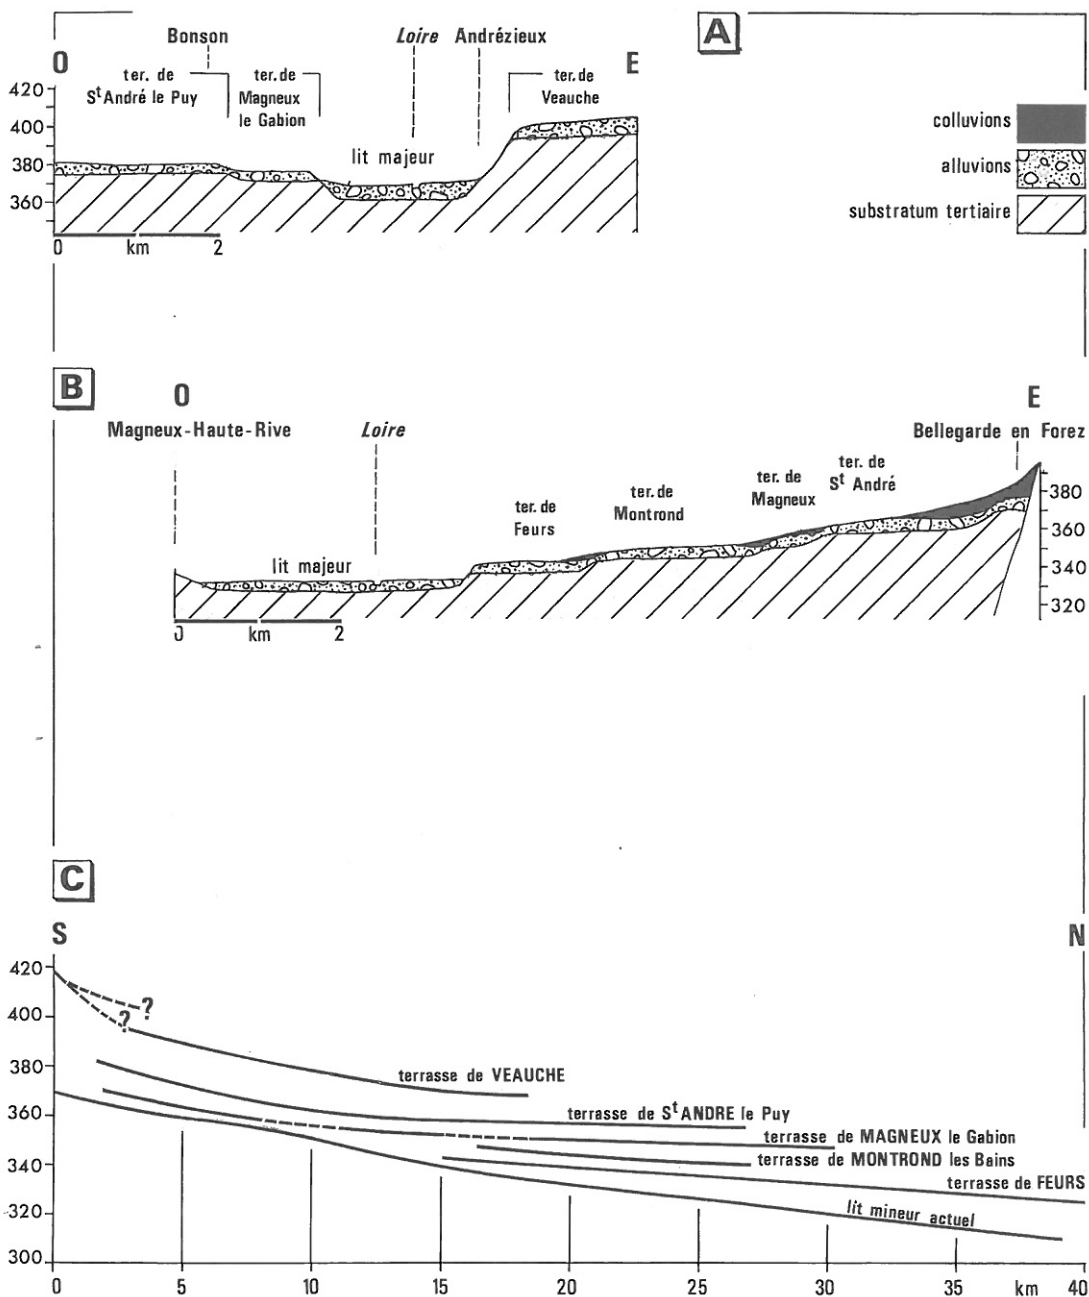 A
O
Bonson
Loire
Andrézieux
E
ter. de
St André le Puy
ter. de
Magneux
le Gabion
lit majeur
ter. de
Veauche
420
400
380
360
0
km
2
colluvions
alluvions
substratum tertiaire
B
O
E
Magneux-Haute-Rive
Loire
Bellegarde en Forez
lit majeur
ter. de
Feurs
ter. de
Montrond
ter. de
Magneux
ter. de
St André
380
360
340
320
0
km
2
C
S
N
420
400
380
360
340
320
300
?
?
terrasse de VEAUCHE
terrasse de St ANDRE le Puy
terrasse de MAGNEUX le Gabion
terrasse de MONTROND les Bains
terrasse de FEURS
lit mineur actuel
0
5
10
15
20
25
30
35
km
40